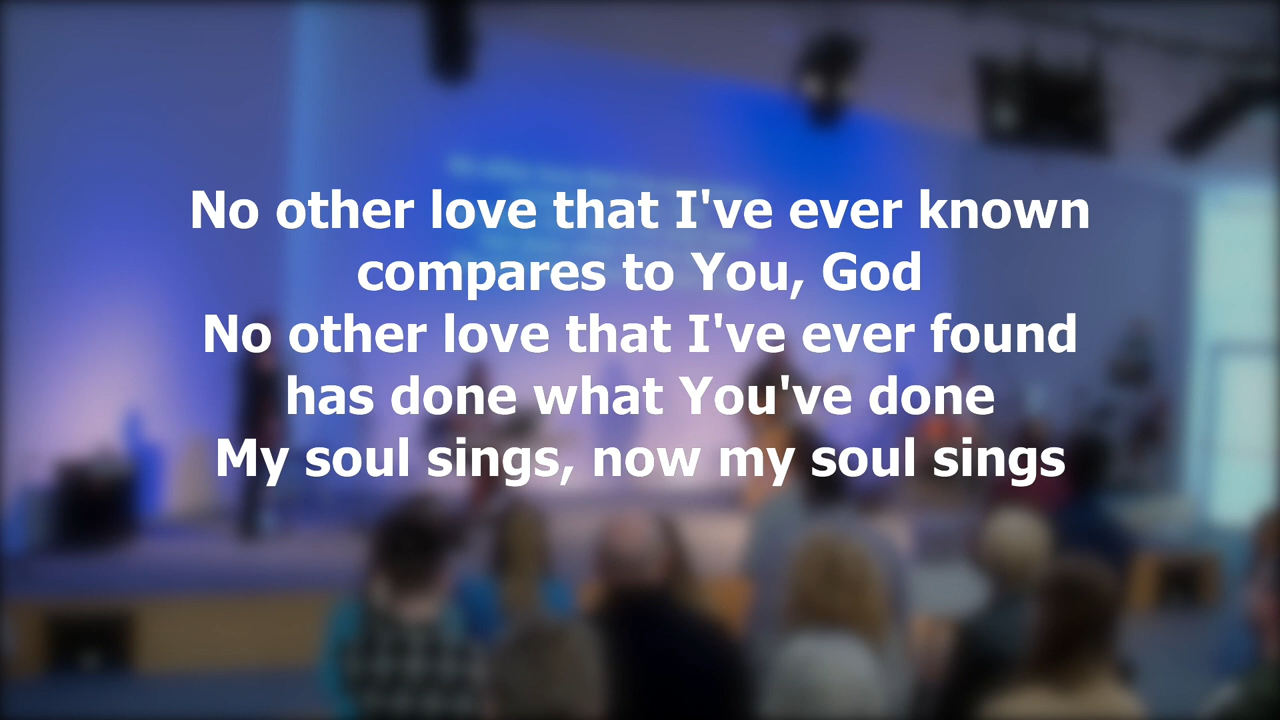 No other love that I've ever known
compares to You, God
No other love that I've ever found
has done what You've done
My soul sings, now my soul sings